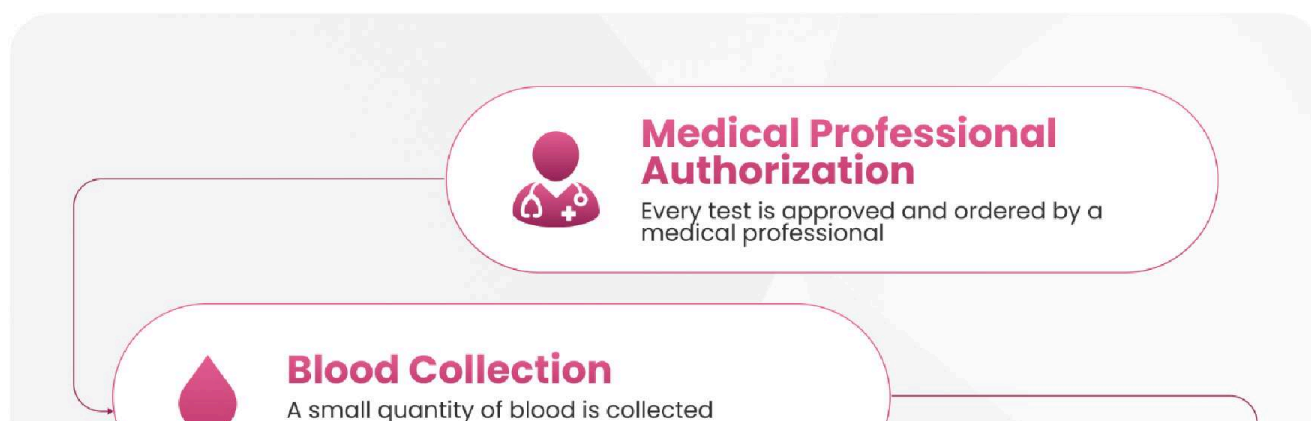 Medical Professional
Authorization
Every test is approved and ordered by a
medical professional
Blood Collection
A small quantity of blood is collected